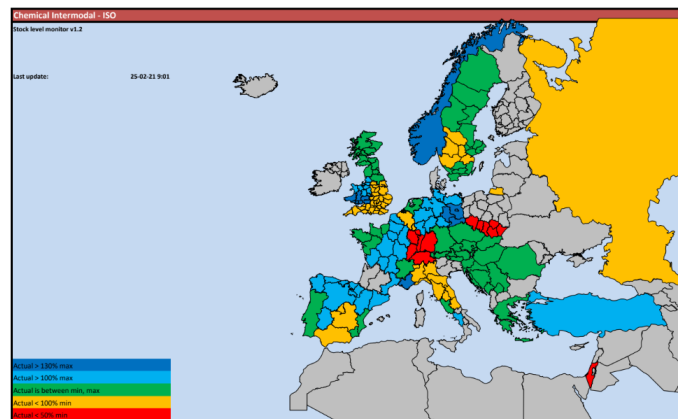 Chemical Intermodal - ISO
Stock level monitor v1.2
Last update: 25-02-21 9:01
Actual > 130% max
Actual > 100% max
Actual is between min, max
Actual < 100% min
Actual < 50% min